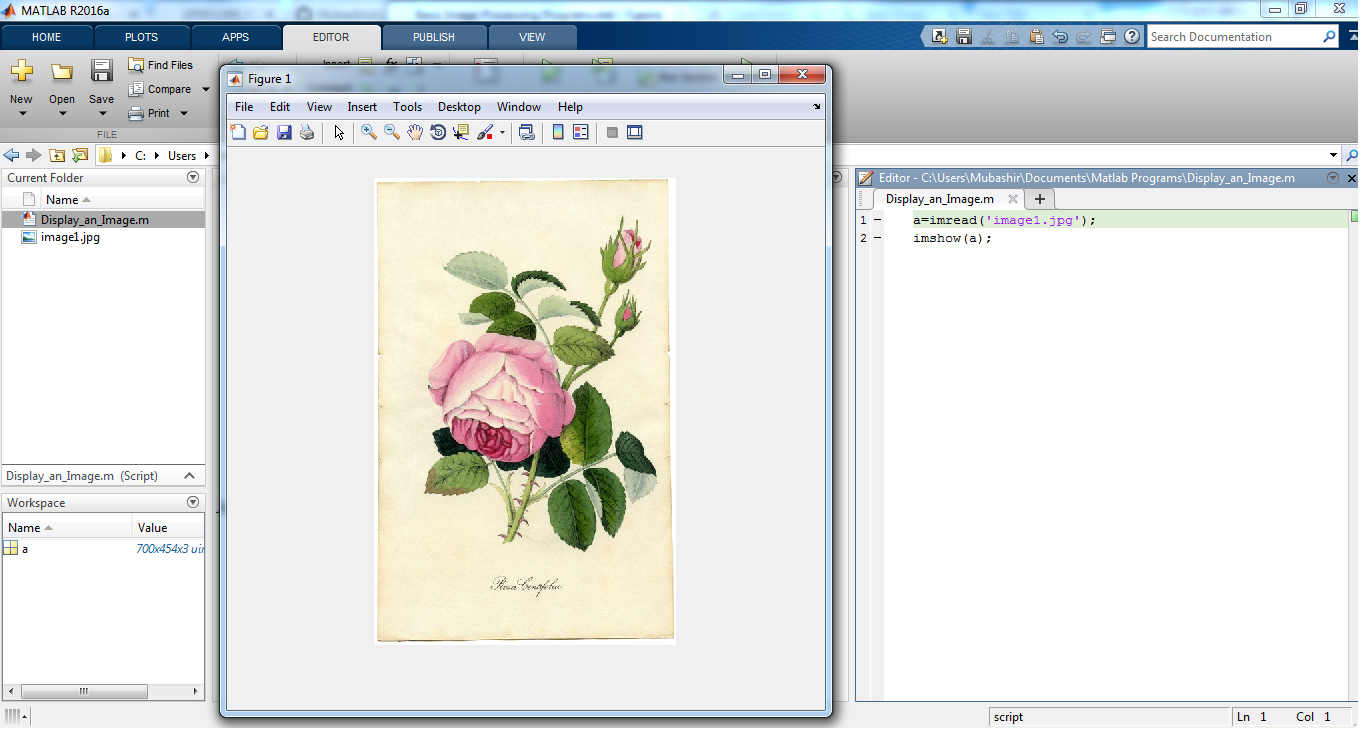 MATLAB R2016a
HOME PLOTS APPS EDITOR PUBLISH VIEW
Search Documentation
New Open Save
Find Files
Compare
Print
FILE
Insert
C: Users
Current Folder
Name
Display_an_Image.m
image1.jpg
Display_an_Image.m (Script)
Workspace
Name Value
a 700x454x3 uin
Figure 1
File Edit View Insert Tools Desktop Window Help
Rosa Centifolia
Editor - C:\Users\Mubashir\Documents\Matlab Programs\Display_an_Image.m
Display_an_Image.m
1 a=imread('image1.jpg');
2 imshow(a);
script
Ln 1 Col 1